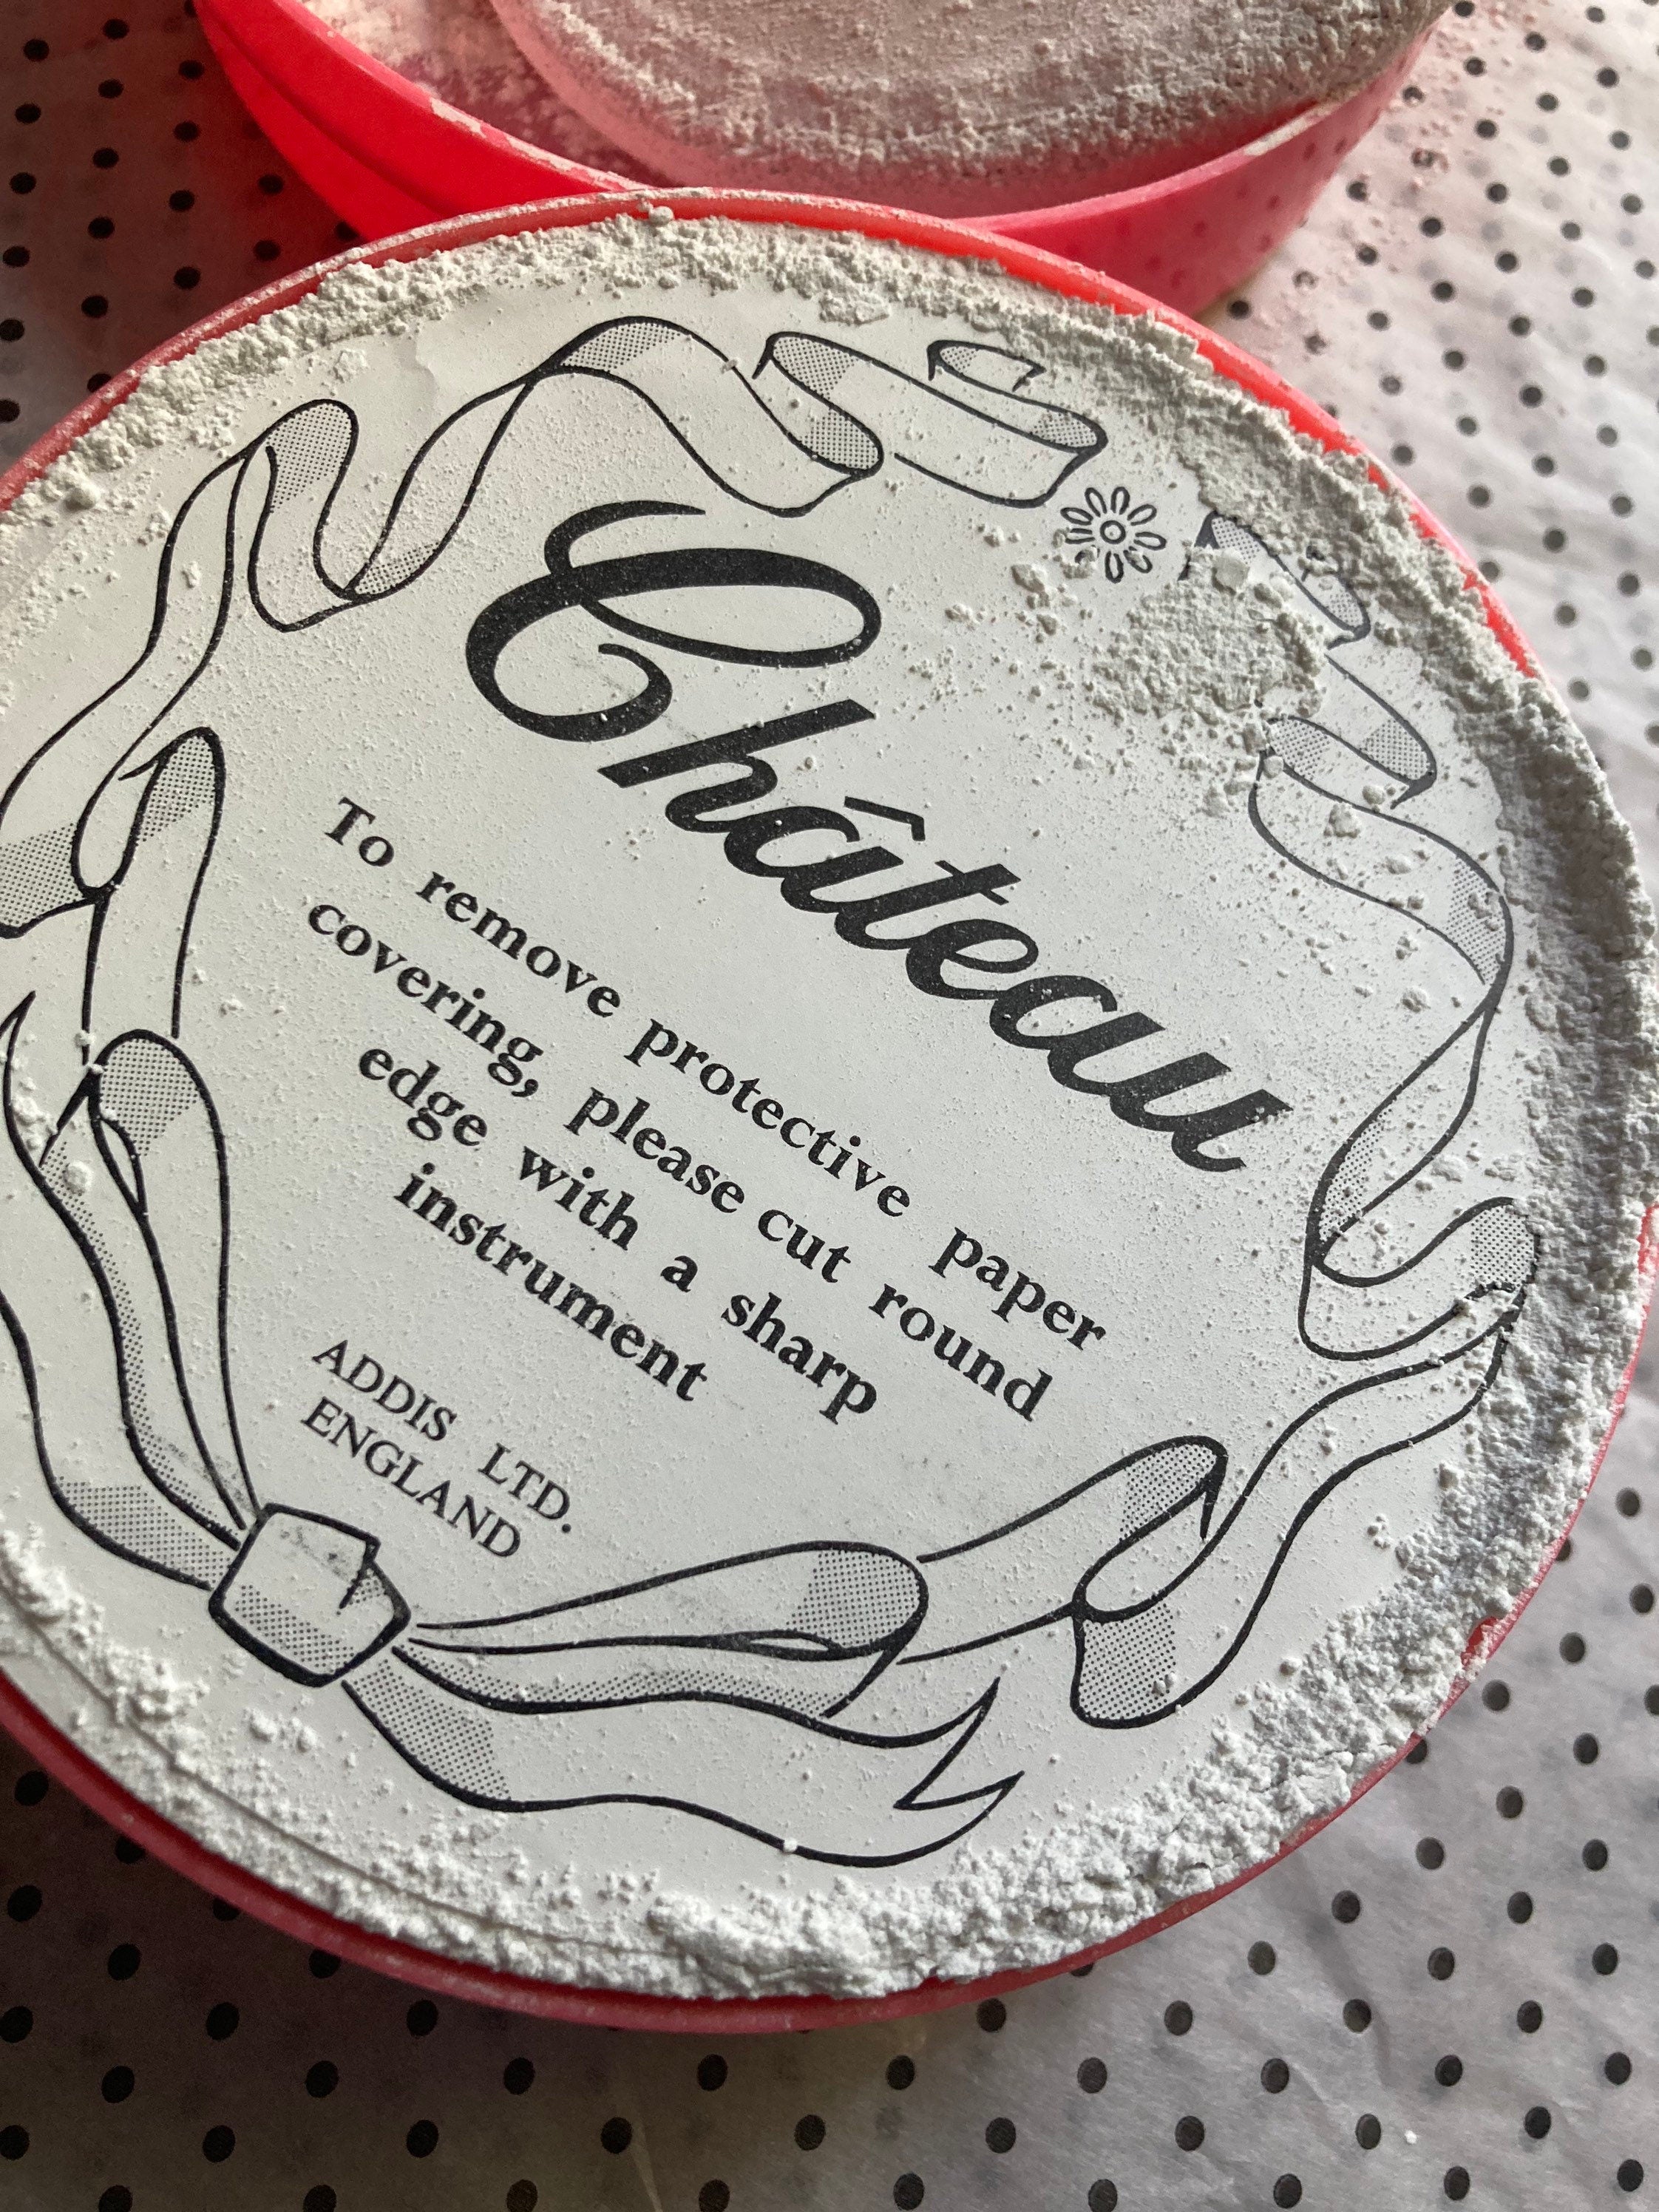 Château
To remove protective paper
covering, please cut round
edge with a sharp
instrument
ADDIS LTD.
ENGLAND